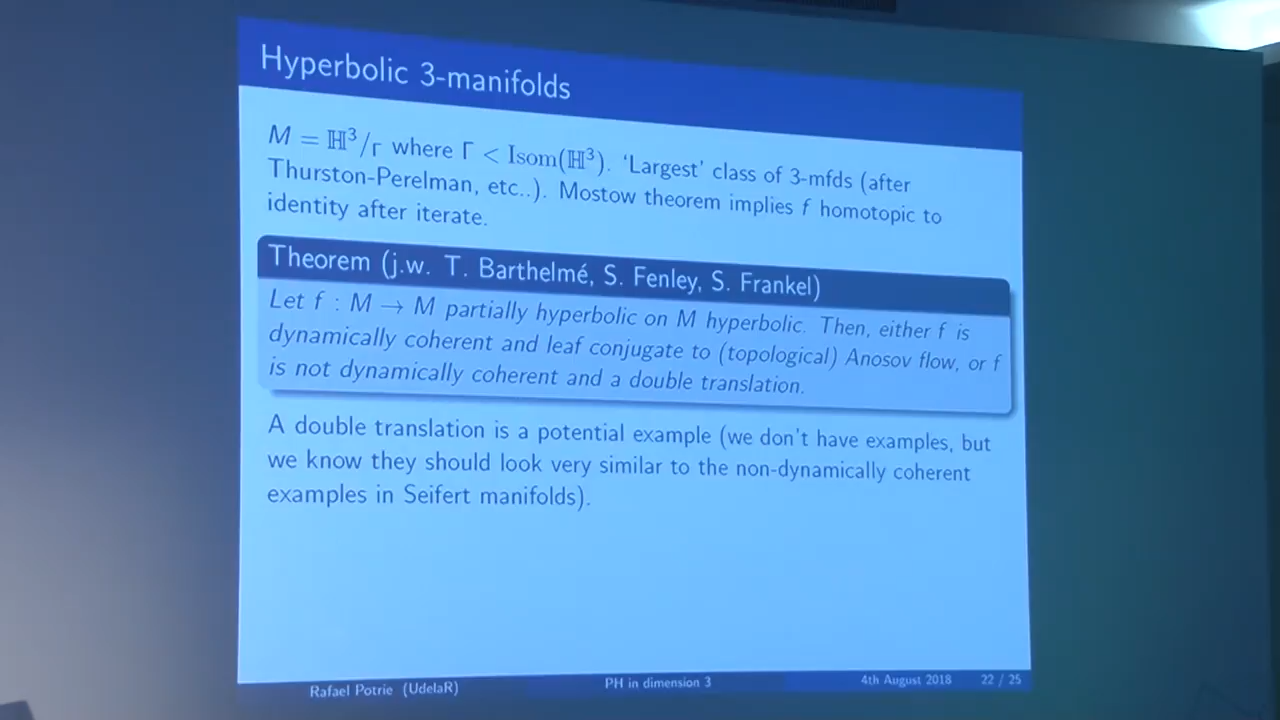 Hyperbolic 3-manifolds
M = ℍ³/Γ where Γ < Isom(ℍ³). ‘Largest’ class of 3-mfds (after
Thurston-Perelman, etc..). Mostow theorem implies f homotopic to
identity after iterate.
Theorem (j.w. T. Barthelmé, S. Fenley, S. Frankel)
Let f : M → M partially hyperbolic on M hyperbolic. Then, either f is
dynamically coherent and leaf conjugate to (topological) Anosov flow, or f
is not dynamically coherent and a double translation.
A double translation is a potential example (we don't have examples, but
we know they should look very similar to the non-dynamically coherent
examples in Seifert manifolds).
Rafael Potrie (UdelaR) PH in dimension 3 4th August 2018 22 / 25